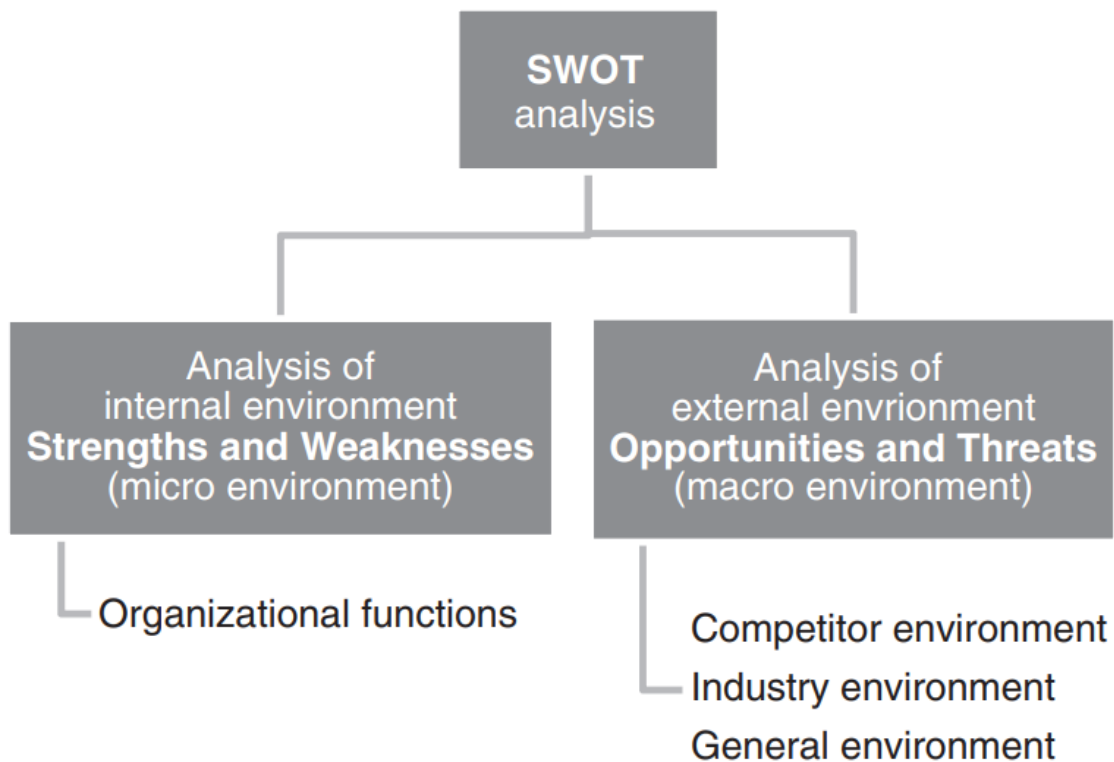 SWOT
analysis
Analysis of
internal environment
Strengths and Weaknesses
(micro environment)
Analysis of
external envrionment
Opportunities and Threats
(macro environment)
Organizational functions
Competitor environment
Industry environment
General environment